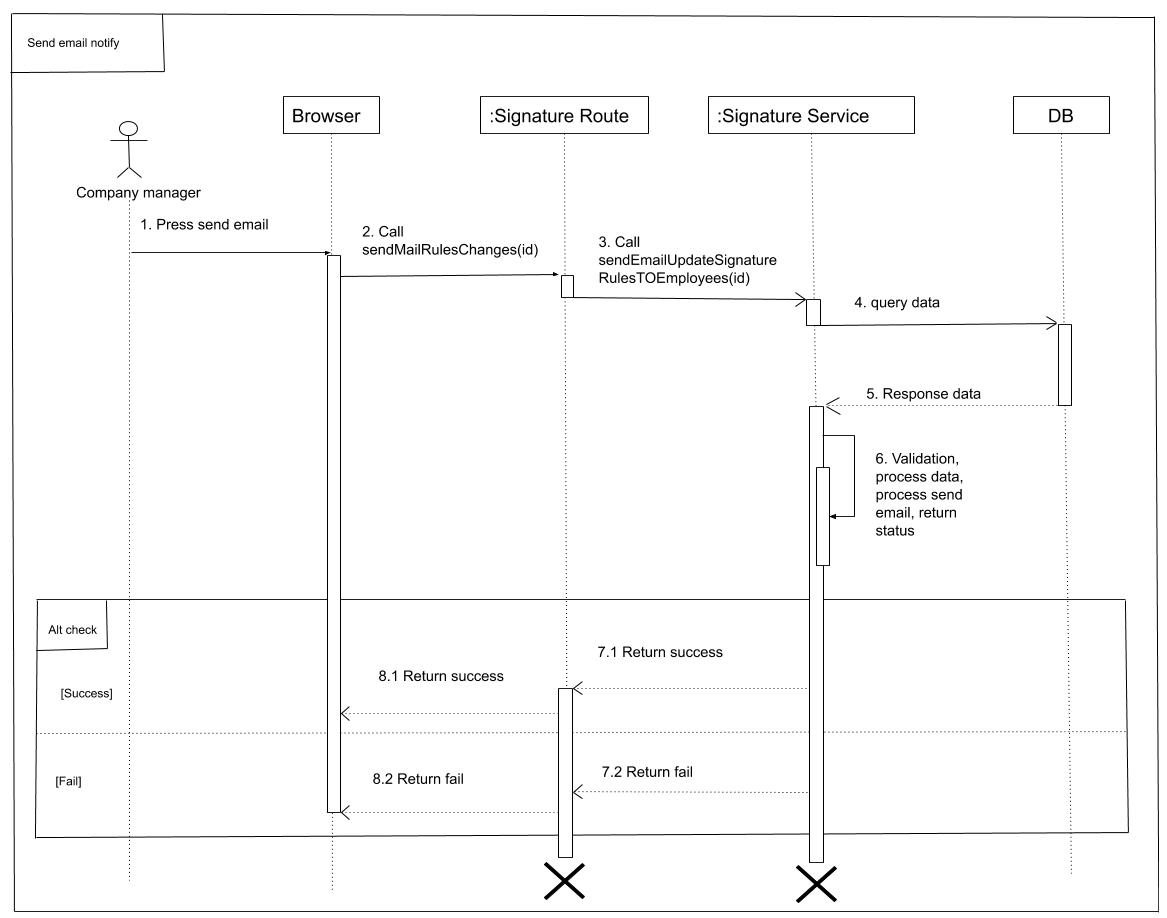 Send email notify
Browser
:Signature Route
:Signature Service
DB
Company manager
1. Press send email
2. Call
sendMailRulesChanges(id)
3. Call
sendEmailUpdateSignature
RulesTOEmployees(id)
4. query data
5. Response data
6. Validation,
process data,
process send
email, return
status
Alt check
7.1 Return success
8.1 Return success
[Success]
7.2 Return fail
8.2 Return fail
[Fail]